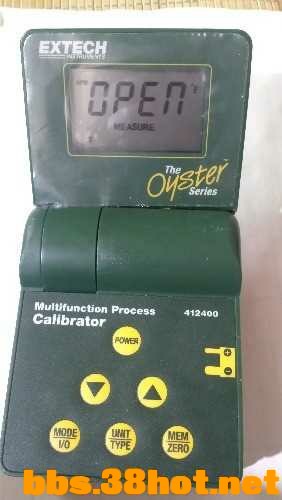 EXTECH
INSTRUMENTS
OPEN
MEASURE
The
Oyster
Series
Multifunction Process
Calibrator 412400
POWER
MODE
I/O
UNIT
TYPE
MEM
ZERO
bbs.38hot.net